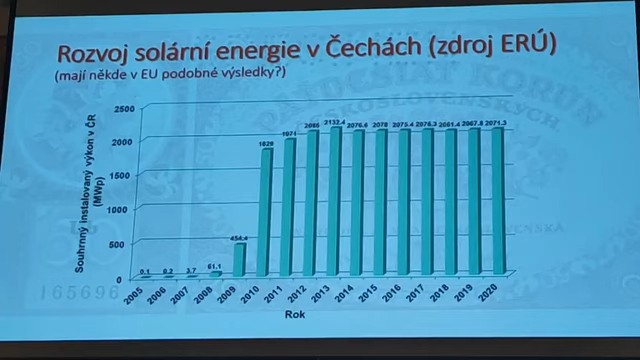 Rozvoj solární energie v Čechách (zdroj ERÚ)
(mají někde v EU podobné výsledky?)
Souhrnný instalovaný výkon v ČR
(MWp)
2500
2000
1500
1000
500
0
0.1 0.2 3.7 61.1 454.4 1829 1971 2086 2132.4 2076.6 2078 2075.4 2076.3 2061.4 2067.8 2071.3
2005 2006 2007 2008 2009 2010 2011 2012 2013 2014 2015 2016 2017 2018 2019 2020
Rok
165696